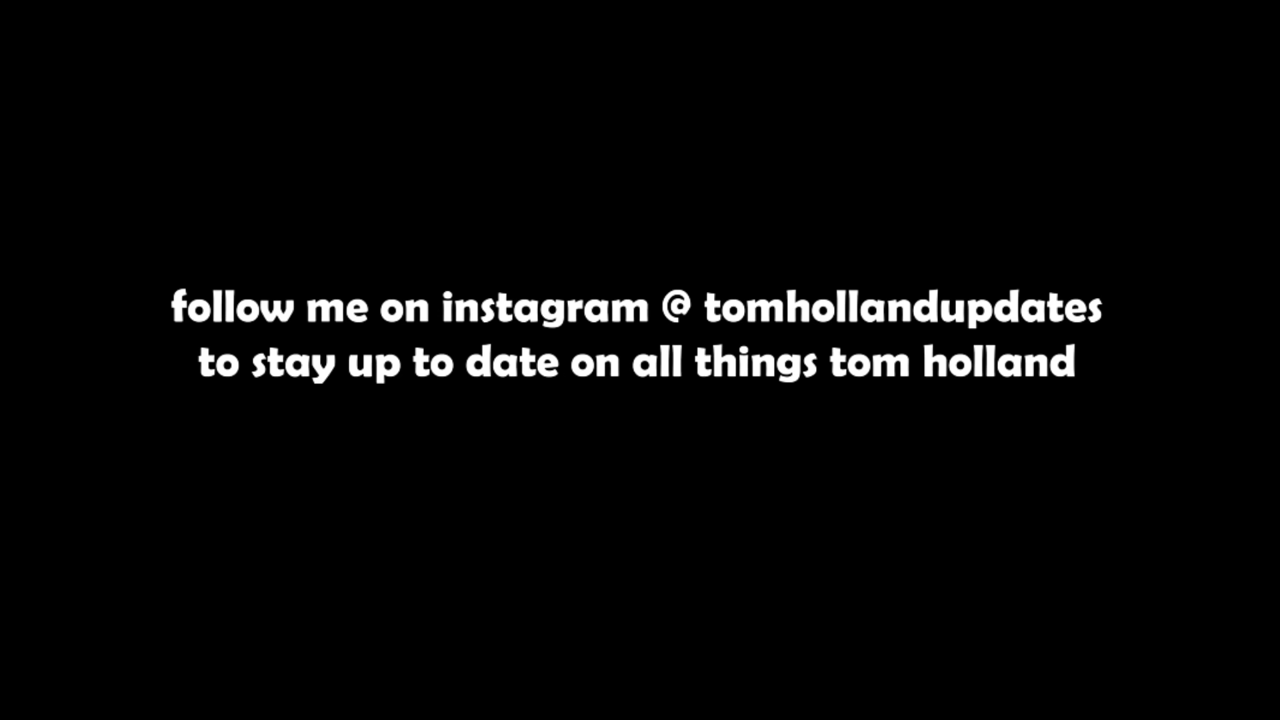 follow me on instagram @ tomhollandupdates
to stay up to date on all things tom holland